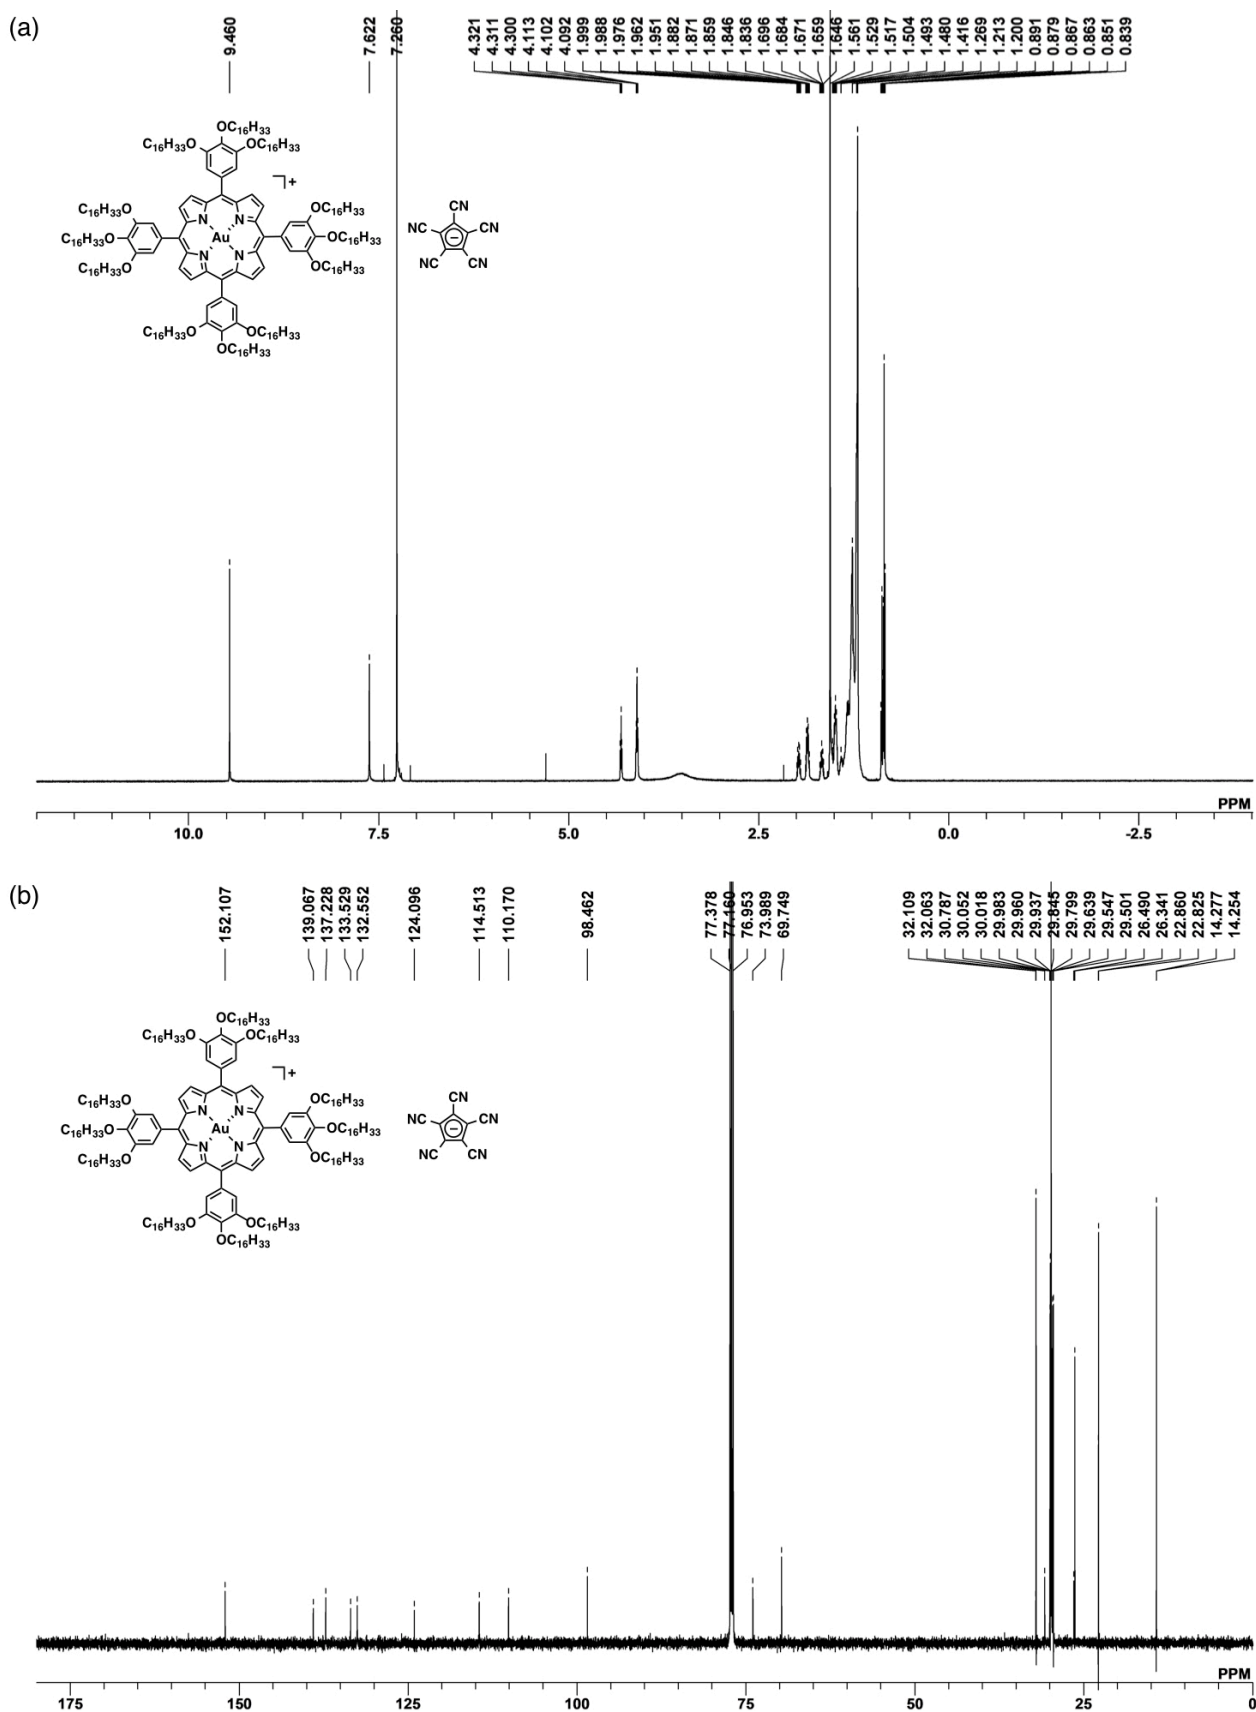 (a)
9.460
7.622
7.260
4.321
4.311
4.300
4.113
4.102
4.092
1.999
1.988
1.976
1.962
1.951
1.882
1.871
1.859
1.846
1.836
1.696
1.684
1.671
1.659
1.646
1.561
1.529
1.517
1.504
1.493
1.480
1.416
1.269
1.213
1.200
0.891
0.879
0.867
0.863
0.851
0.839
OC16H33
C16H33O OC16H33
+
C16H33O OC16H33
C16H33O OC16H33
C16H33O OC16H33
N N
Au
N N
C16H33O OC16H33
OC16H33
CN
NC CN
−
NC CN
PPM
10.0 7.5 5.0 2.5 0.0 -2.5
(b)
152.107
139.067
137.228
133.529
132.552
124.096
114.513
110.170
98.462
77.378
77.160
76.953
73.989
69.749
32.109
32.063
30.787
30.052
30.018
29.983
29.960
29.937
29.845
29.799
29.639
29.547
29.501
26.490
26.341
22.860
22.825
14.277
14.254
OC16H33
C16H33O OC16H33
+
C16H33O OC16H33
C16H33O OC16H33
C16H33O OC16H33
N N
Au
N N
C16H33O OC16H33
OC16H33
CN
NC CN
−
NC CN
PPM
175 150 125 100 75 50 25 0